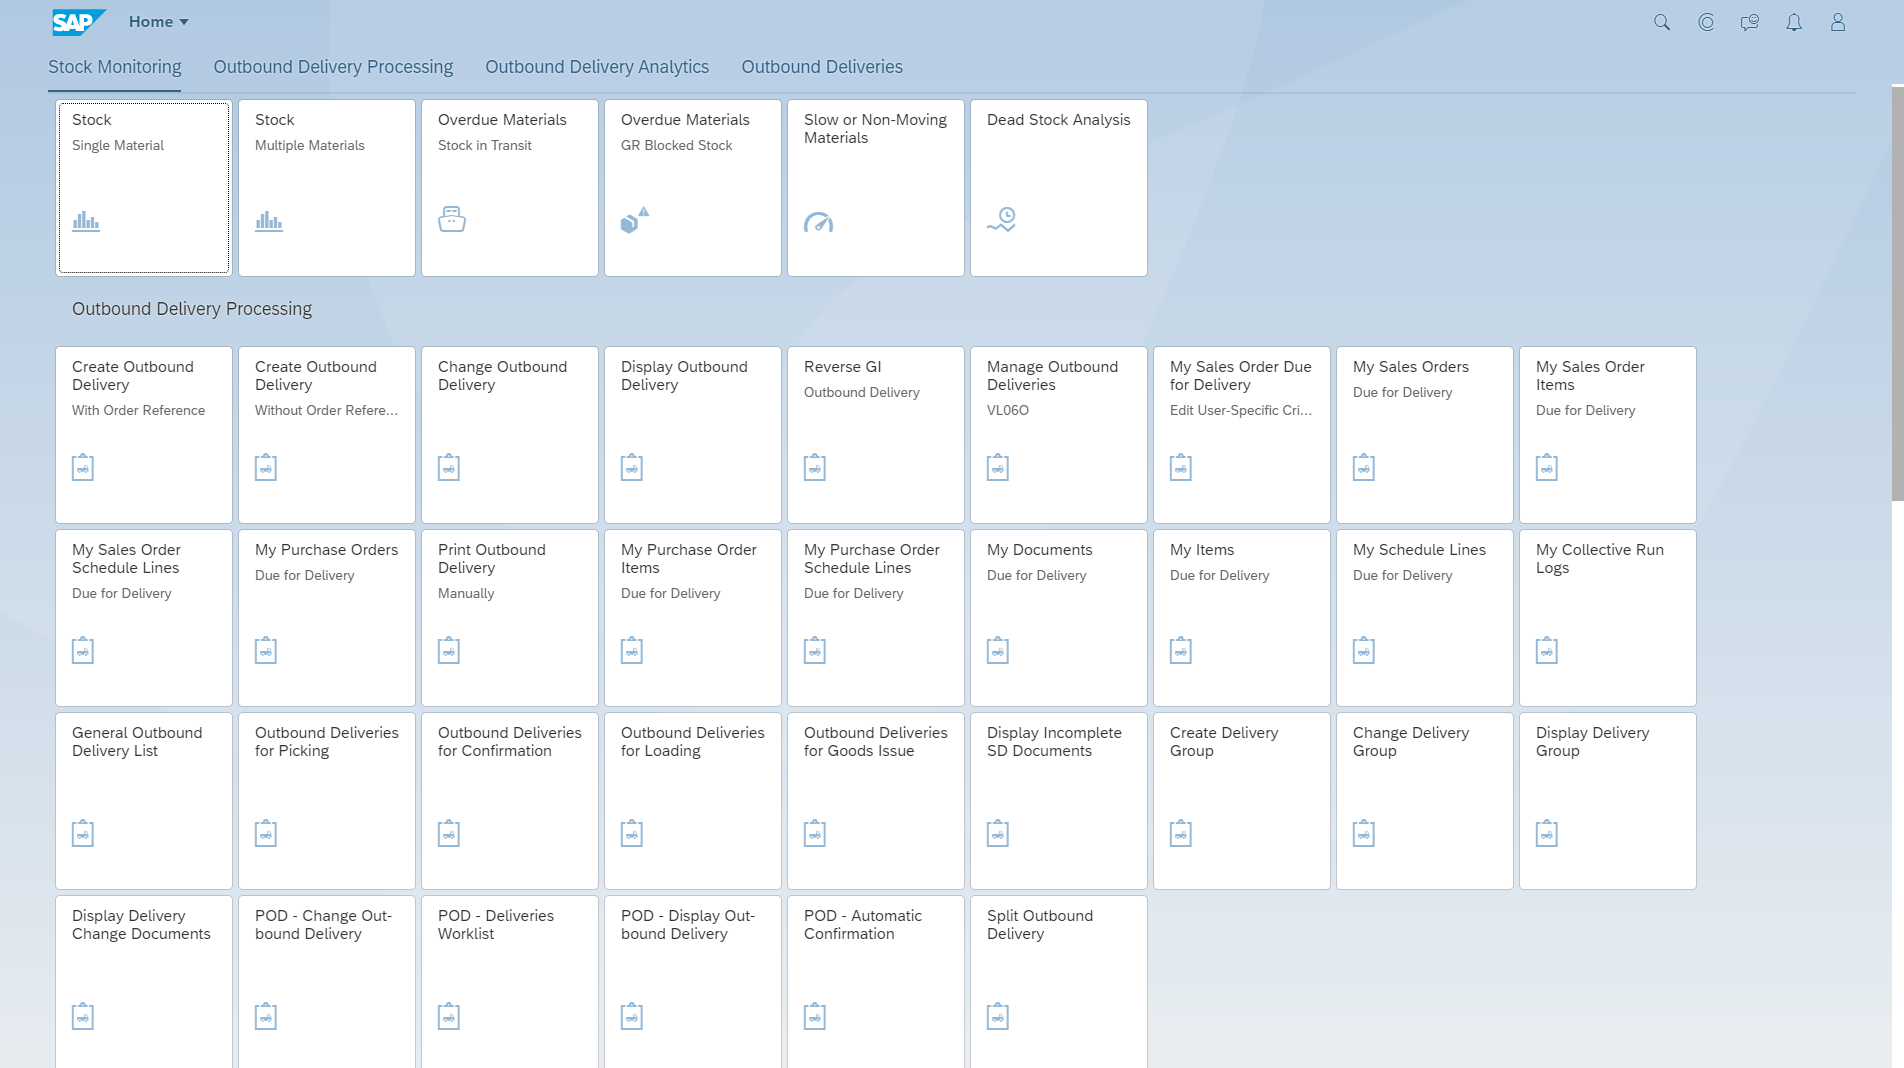 SAP Home
Stock Monitoring Outbound Delivery Processing Outbound Delivery Analytics Outbound Deliveries
Stock
Single Material
Stock
Multiple Materials
Overdue Materials
Stock in Transit
Overdue Materials
GR Blocked Stock
Slow or Non-Moving
Materials
Dead Stock Analysis
Outbound Delivery Processing
Create Outbound
Delivery
With Order Reference
Create Outbound
Delivery
Without Order Refere...
Change Outbound
Delivery
Display Outbound
Delivery
Reverse GI
Outbound Delivery
Manage Outbound
Deliveries
VL06O
My Sales Order Due
for Delivery
Edit User-Specific Cri...
My Sales Orders
Due for Delivery
My Sales Order
Items
Due for Delivery
My Sales Order
Schedule Lines
Due for Delivery
My Purchase Orders
Due for Delivery
Print Outbound
Delivery
Manually
My Purchase Order
Items
Due for Delivery
My Purchase Order
Schedule Lines
Due for Delivery
My Documents
Due for Delivery
My Items
Due for Delivery
My Schedule Lines
Due for Delivery
My Collective Run
Logs
General Outbound
Delivery List
Outbound Deliveries
for Picking
Outbound Deliveries
for Confirmation
Outbound Deliveries
for Loading
Outbound Deliveries
for Goods Issue
Display Incomplete
SD Documents
Create Delivery
Group
Change Delivery
Group
Display Delivery
Group
Display Delivery
Change Documents
POD - Change Out-
bound Delivery
POD - Deliveries
Worklist
POD - Display Out-
bound Delivery
POD - Automatic
Confirmation
Split Outbound
Delivery